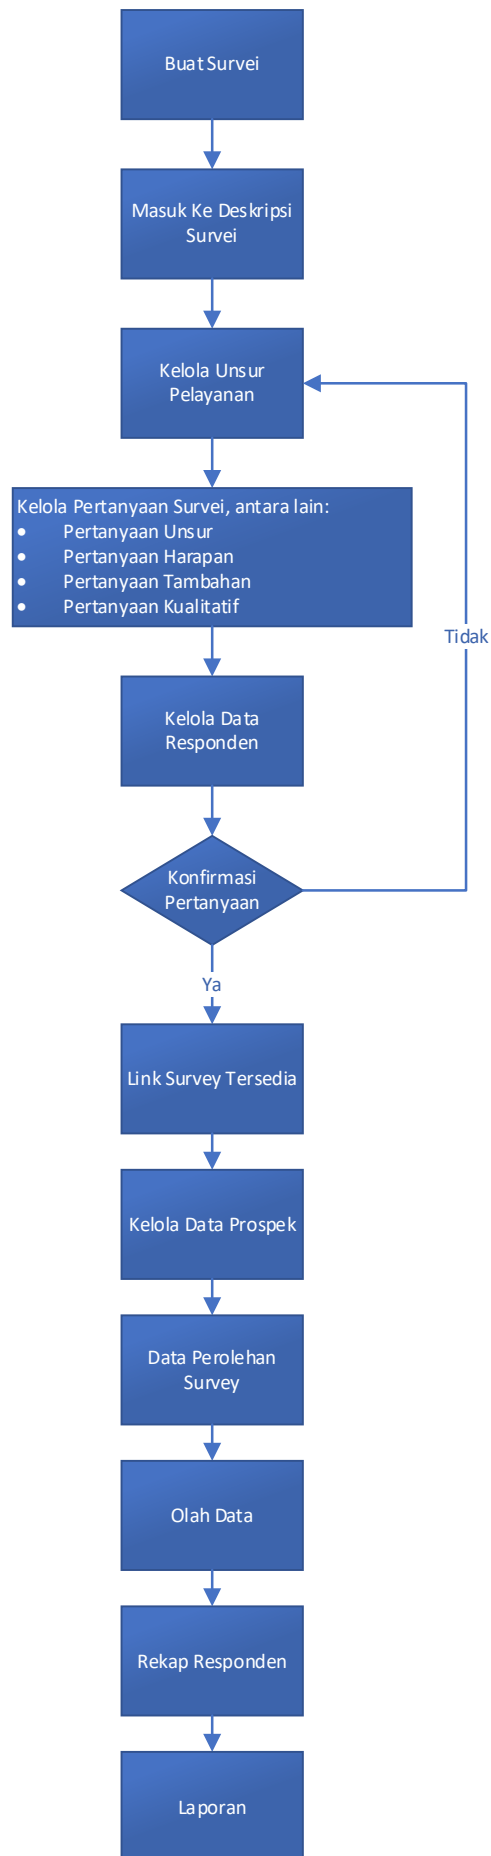 Buat Survei
Masuk Ke Deskripsi
Survei
Kelola Unsur
Pelayanan
Kelola Pertanyaan Survei, antara lain:
• Pertanyaan Unsur
• Pertanyaan Harapan
• Pertanyaan Tambahan
• Pertanyaan Kualitatif
Tidak
Kelola Data
Responden
Konfirmasi
Pertanyaan
Ya
Link Survey Tersedia
Kelola Data Prospek
Data Perolehan
Survey
Olah Data
Rekap Responden
Laporan